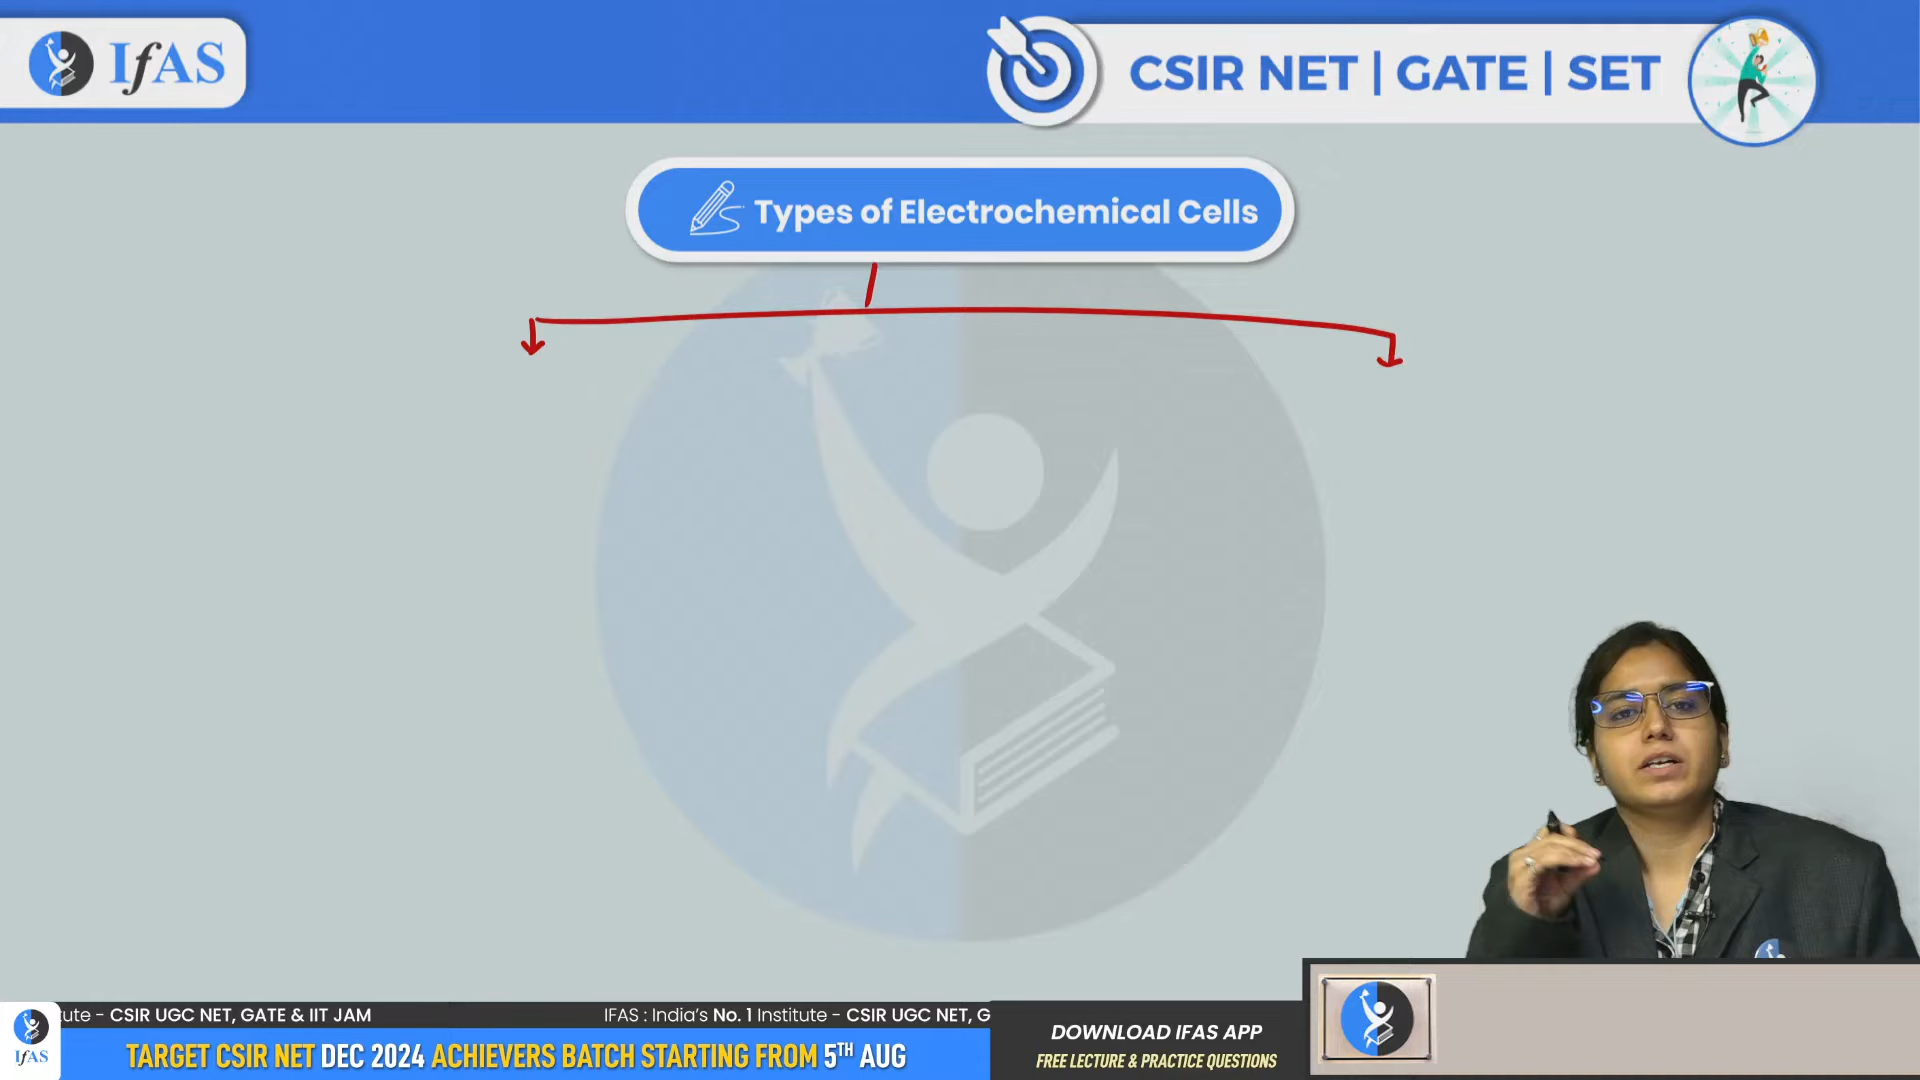 IfAS
CSIR NET | GATE | SET
Types of Electrochemical Cells
tute - CSIR UGC NET, GATE & IIT JAM
IFAS : India's No. 1 Institute - CSIR UGC NET, G
IfAS
TARGET CSIR NET DEC 2024 ACHIEVERS BATCH STARTING FROM 5TH AUG
DOWNLOAD IFAS APP
FREE LECTURE & PRACTICE QUESTIONS